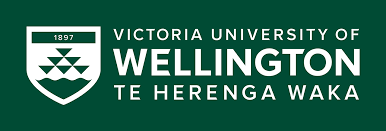 1897
VICTORIA UNIVERSITY OF
WELLINGTON
TE HERENGA WAKA